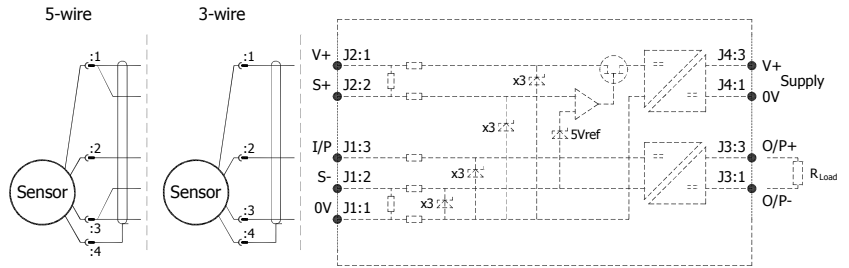 5-wire
3-wire
:1
:2
Sensor
:3
:4
:1
:2
Sensor
:3
:4
V+ J2:1
S+ J2:2
I/P J1:3
S- J1:2
0V J1:1
x3
x3
x3
x3
5Vref
J4:3 V+
Supply
J4:1 0V
J3:3 O/P+
RLoad
J3:1 O/P-